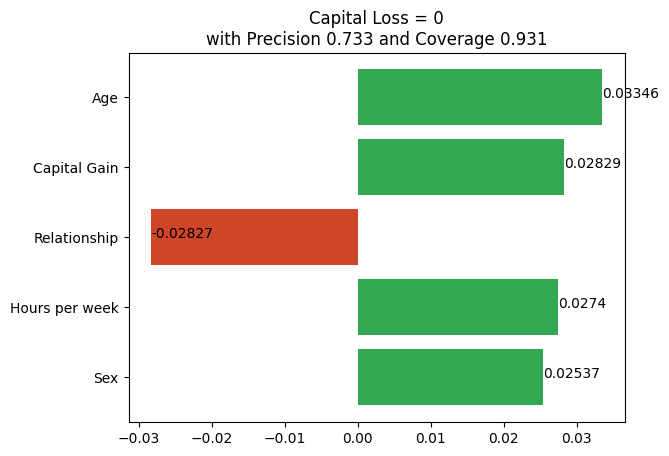 Capital Loss = 0
with Precision 0.733 and Coverage 0.931
Age
0.03346
Capital Gain
0.02829
Relationship
-0.02827
Hours per week
0.0274
Sex
0.02537
−0.03
−0.02
−0.01
0.00
0.01
0.02
0.03